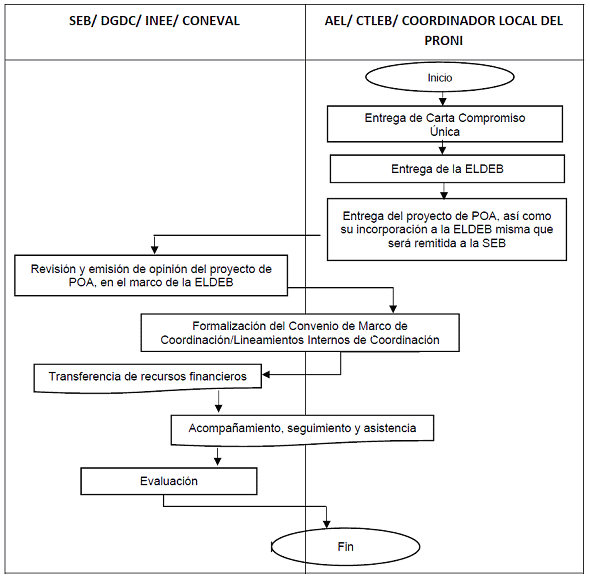 SEB/ DGDC/ INEE/ CONEVAL
AEL/ CTLEB/ COORDINADOR LOCAL DEL
PRONI
Inicio
Entrega de Carta Compromiso
Única
Entrega de la ELDEB
Entrega del proyecto de POA, así como
su incorporación a la ELDEB misma que
será remitida a la SEB
Revisión y emisión de opinión del proyecto de
POA, en el marco de la ELDEB
Formalización del Convenio de Marco de
Coordinación/Lineamientos Internos de Coordinación
Transferencia de recursos financieros
Acompañamiento, seguimiento y asistencia
Evaluación
Fin